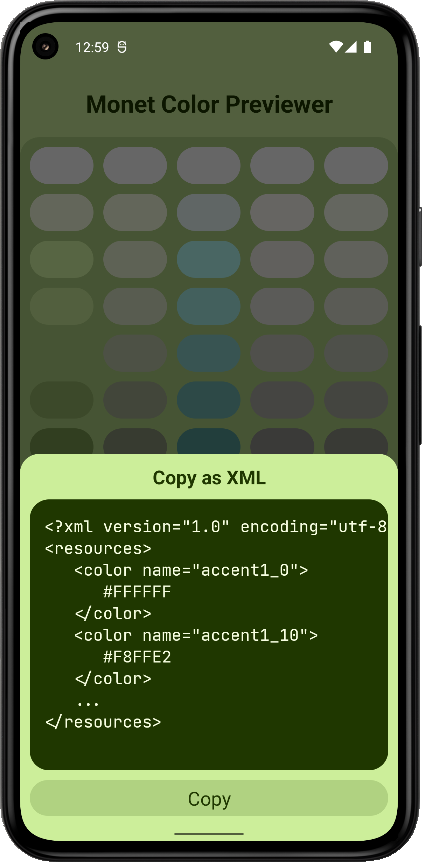 12:59
Monet Color Previewer
Copy as XML
<?xml version="1.0" encoding="utf-8
<resources>
<color name="accent1_0">
#FFFFFF
</color>
<color name="accent1_10">
#F8FFE2
</color>
...
</resources>
Copy